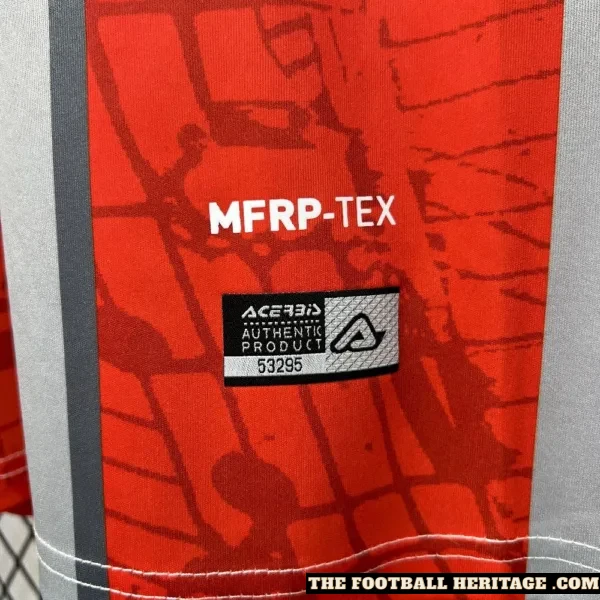 MFRP-TEX
ACERBIS
AUTHENTIC
PRODUCT
53295
THE FOOTBALL HERITAGE .COM